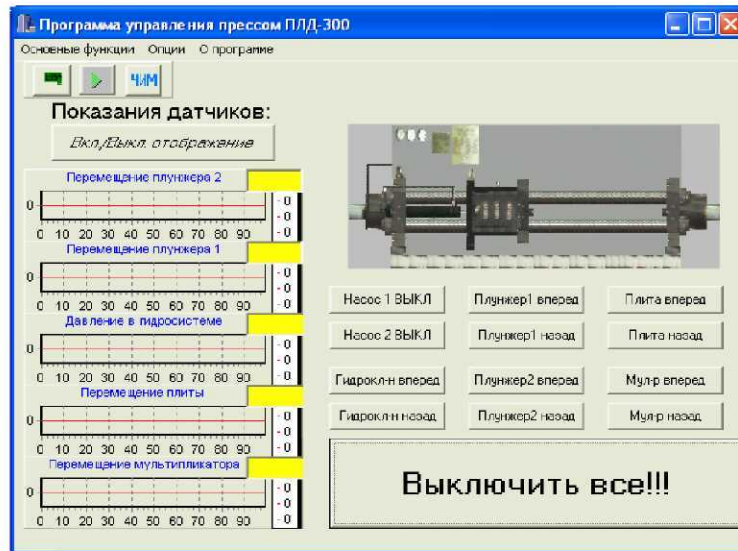 Программа управления прессом ПЛД-300
Основные функции Опции О программе
ЧИМ
Показания датчиков:
Вкл./Выкл. отображение
Перемещение плунжера 2
0
- 0
- 0
- 0
0 10 20 30 40 50 60 70 80 90
Перемещение плунжера 1
0
- 0
- 0
- 0
0 10 20 30 40 50 60 70 80 90
Давление в гидросистеме
0
- 0
- 0
- 0
0 10 20 30 40 50 60 70 80 90
Перемещение плиты
0
- 0
- 0
- 0
0 10 20 30 40 50 60 70 80 90
Перемещение мультипликатора
0
- 0
- 0
- 0
0 10 20 30 40 50 60 70 80 90
Насос 1 ВЫКЛ Плунжер1 вперед Плита вперед
Насос 2 ВЫКЛ Плунжер1 назад Плита назад
Гидрокл-н вперед Плунжер2 вперед Мул-р вперед
Гидрокл-н назад Плунжер2 назад Мул-р назад
Выключить все!!!